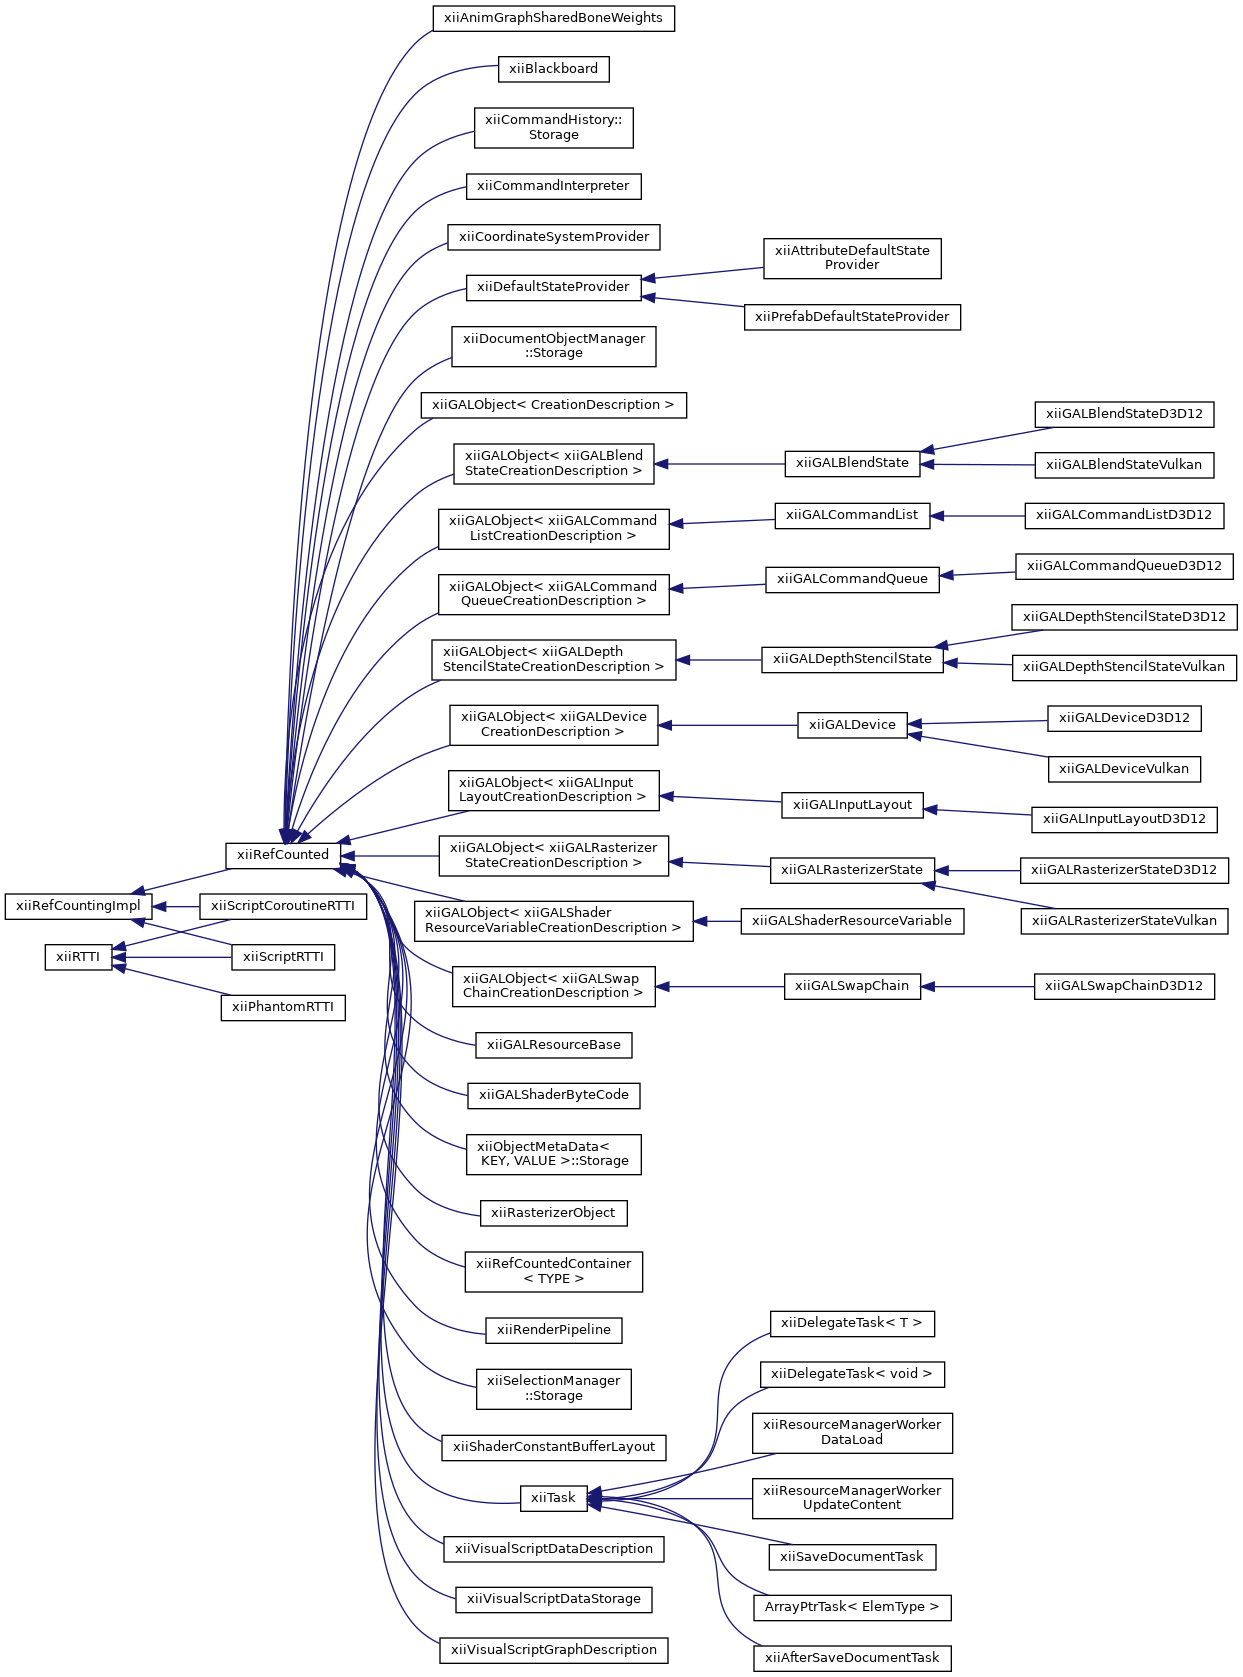 xiiAnimGraphSharedBoneWeights
xiiBlackboard
xiiCommandHistory::
Storage
xiiCommandInterpreter
xiiCoordinateSystemProvider
xiiAttributeDefaultState
Provider
xiiDefaultStateProvider
xiiPrefabDefaultStateProvider
xiiDocumentObjectManager
::Storage
xiiGALObject< CreationDescription >
xiiGALBlendStateD3D12
xiiGALObject< xiiGALBlend
StateCreationDescription >
xiiGALBlendState
xiiGALBlendStateVulkan
xiiGALObject< xiiGALCommand
ListCreationDescription >
xiiGALCommandList
xiiGALCommandListD3D12
xiiGALObject< xiiGALCommand
QueueCreationDescription >
xiiGALCommandQueue
xiiGALCommandQueueD3D12
xiiGALDepthStencilStateD3D12
xiiGALObject< xiiGALDepth
StencilStateCreationDescription >
xiiGALDepthStencilState
xiiGALDepthStencilStateVulkan
xiiGALObject< xiiGALDevice
CreationDescription >
xiiGALDevice
xiiGALDeviceD3D12
xiiGALDeviceVulkan
xiiGALObject< xiiGALInput
LayoutCreationDescription >
xiiGALInputLayout
xiiGALInputLayoutD3D12
xiiRefCounted
xiiGALObject< xiiGALRasterizer
StateCreationDescription >
xiiGALRasterizerState
xiiGALRasterizerStateD3D12
xiiGALRasterizerStateVulkan
xiiRefCountingImpl
xiiScriptCoroutineRTTI
xiiGALObject< xiiGALShader
ResourceVariableCreationDescription >
xiiGALShaderResourceVariable
xiiRTTI
xiiScriptRTTI
xiiPhantomRTTI
xiiGALObject< xiiGALSwap
ChainCreationDescription >
xiiGALSwapChain
xiiGALSwapChainD3D12
xiiGALResourceBase
xiiGALShaderByteCode
xiiObjectMetaData<
KEY, VALUE >::Storage
xiiRasterizerObject
xiiRefCountedContainer
< TYPE >
xiiRenderPipeline
xiiDelegateTask< T >
xiiSelectionManager
::Storage
xiiDelegateTask< void >
xiiShaderConstantBufferLayout
xiiResourceManagerWorker
DataLoad
xiiTask
xiiResourceManagerWorker
UpdateContent
xiiVisualScriptDataDescription
xiiSaveDocumentTask
xiiVisualScriptDataStorage
ArrayPtrTask< ElemType >
xiiVisualScriptGraphDescription
xiiAfterSaveDocumentTask